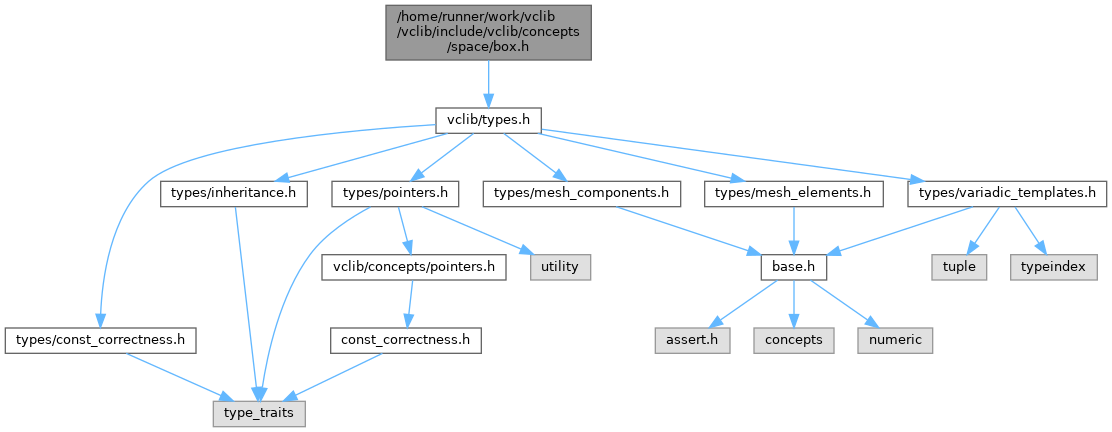 /home/runner/work/vclib
/vclib/include/vclib/concepts
/space/box.h
vclib/types.h
types/inheritance.h
types/pointers.h
types/mesh_components.h
types/mesh_elements.h
types/variadic_templates.h
vclib/concepts/pointers.h
utility
base.h
tuple
typeindex
types/const_correctness.h
const_correctness.h
assert.h
concepts
numeric
type_traits